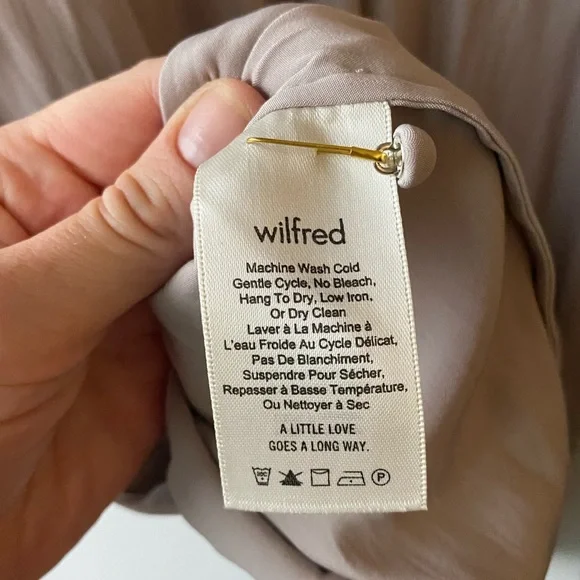 wilfred
Machine Wash Cold
Gentle Cycle, No Bleach,
Hang To Dry, Low Iron,
Or Dry Clean
Laver à La Machine à
L'eau Froide Au Cycle Délicat,
Pas De Blanchiment,
Suspendre Pour Sécher,
Repasser à Basse Température,
Ou Nettoyer à Sec
A LITTLE LOVE
GOES A LONG WAY.
P